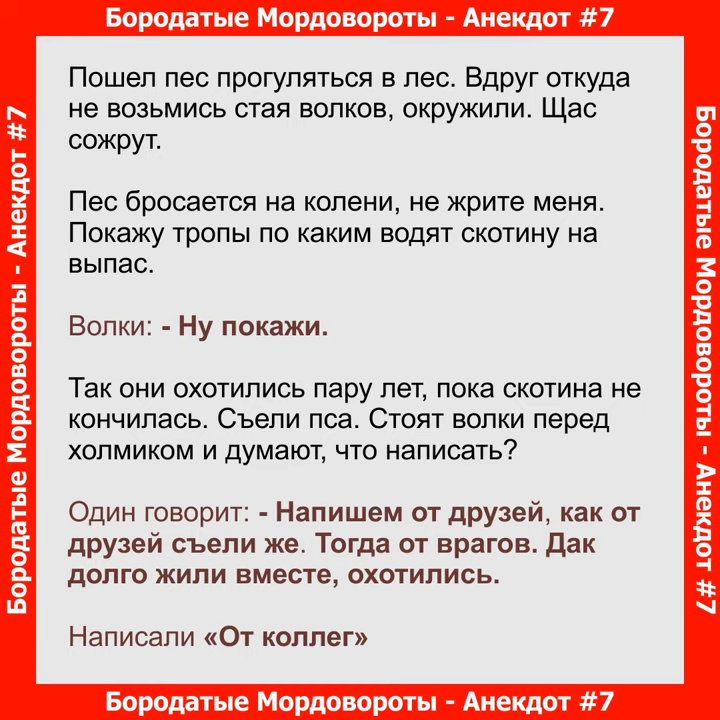 Бородатые Мордовороты - Анекдот #7
Бородатые Мордовороты - Анекдот #7
Пошел пес прогуляться в лес. Вдруг откуда
не возьмись стая волков, окружили. Щас
сожрут.
Пес бросается на колени, не жрите меня.
Покажу тропы по каким водят скотину на
выпас.
Волки: - Ну покажи.
Так они охотились пару лет, пока скотина не
кончилась. Съели пса. Стоят волки перед
холмиком и думают, что написать?
Один говорит: - Напишем от друзей, как от
друзей съели же. Тогда от врагов. Дак
долго жили вместе, охотились.
Написали «От коллег»
Бородатые Мордовороты - Анекдот #7
Бородатые Мордовороты - Анекдот #7